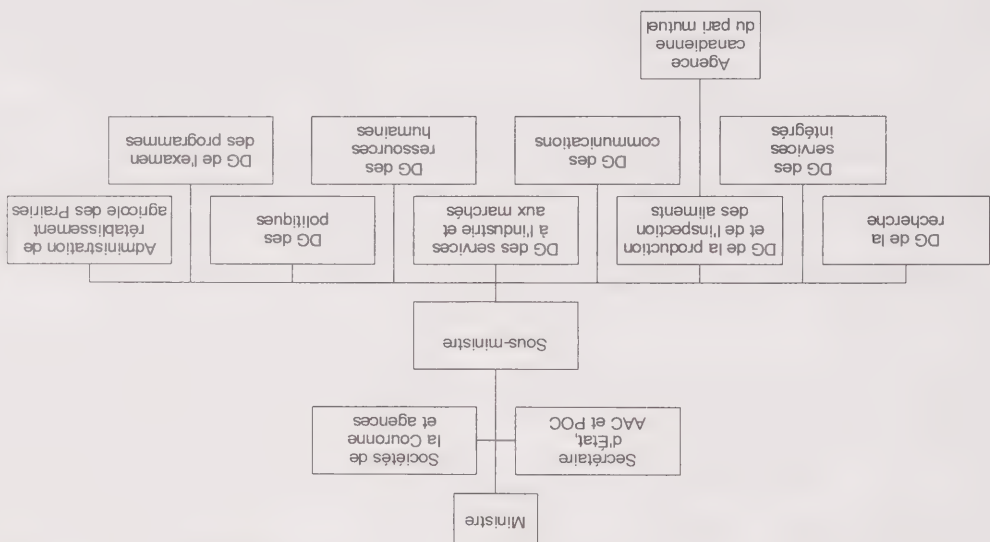 Ministre
Secrétaire
d'État,
AAC et POC
Sociétés de
la Couronne
et agences
Sous-ministre
DG de la
recherche
DG de la production
et de l'inspection
des aliments
DG des services
à l'industrie et
aux marchés
DG des
politiques
Administration de
rétablissement
agricole des Prairies
DG des
services
intégrés
DG des
communications
DG des
ressources
humaines
DG de l'examen
des programmes
Agence
canadienne
du pari mutuel